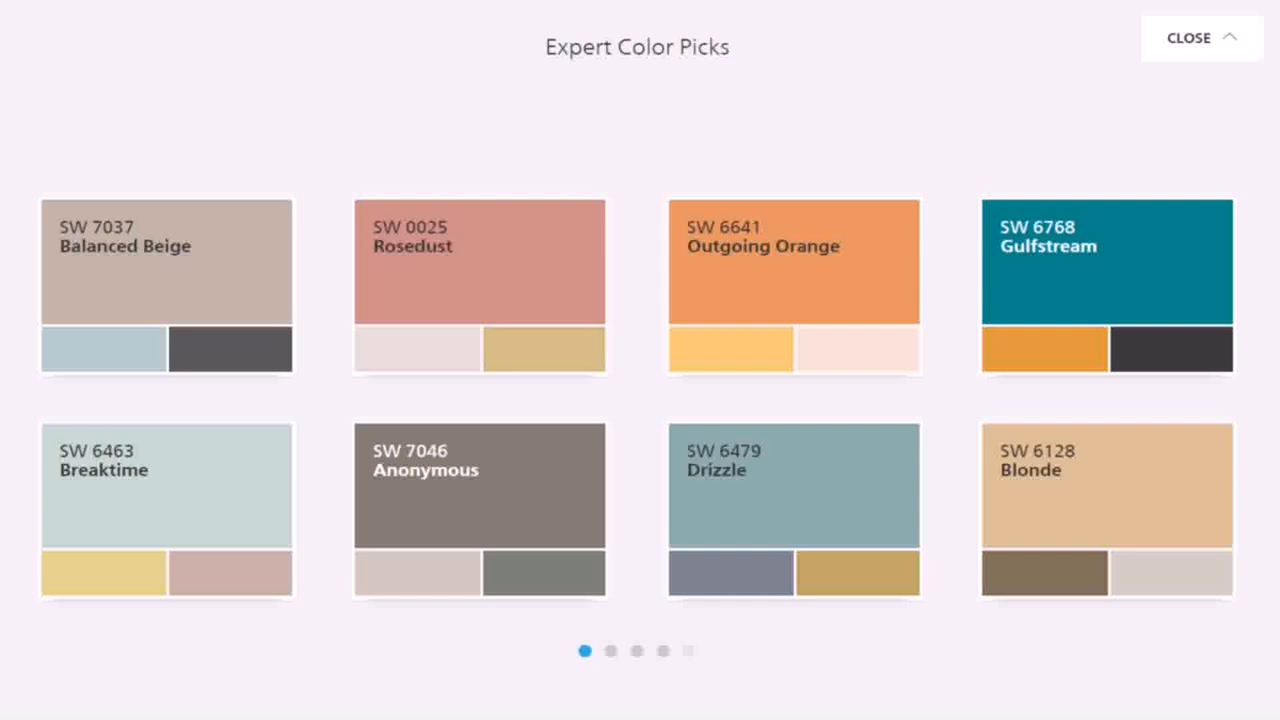 Expert Color Picks
CLOSE
SW 7037
Balanced Beige
SW 0025
Rosedust
SW 6641
Outgoing Orange
SW 6768
Gulfstream
SW 6463
Breaktime
SW 7046
Anonymous
SW 6479
Drizzle
SW 6128
Blonde